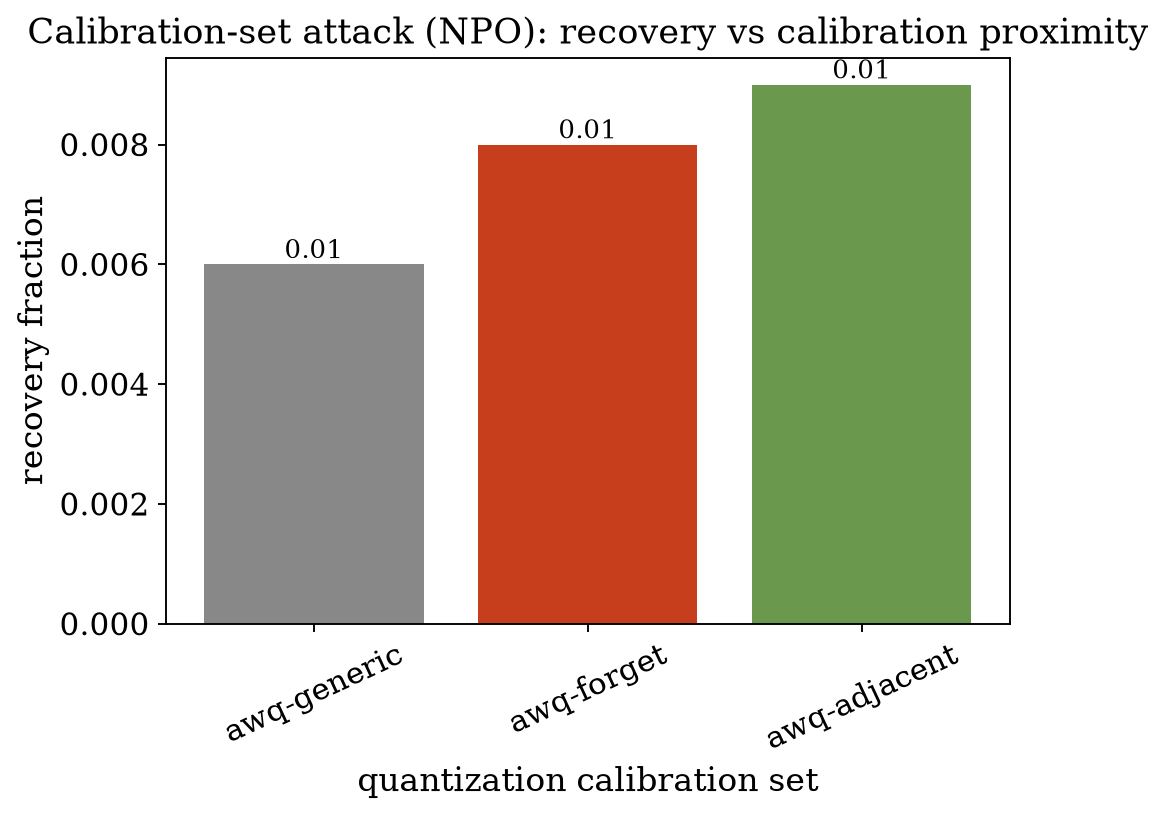 Calibration-set attack (NPO): recovery vs calibration proximity
0.01
0.01
0.01
0.008
0.006
0.004
0.002
0.000
recovery fraction
awq-generic
awq-forget
awq-adjacent
quantization calibration set